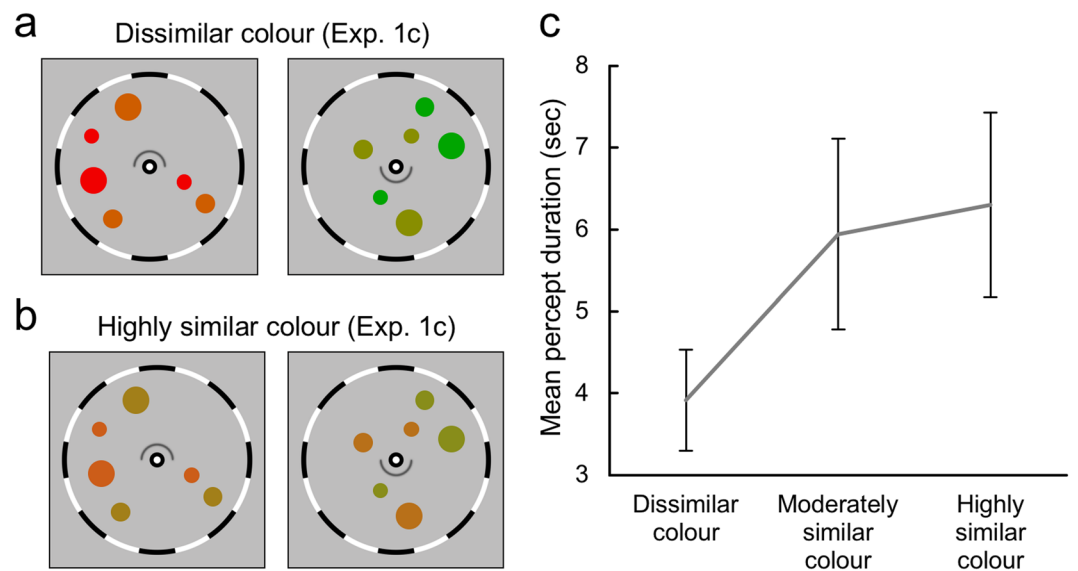 a
Dissimilar colour (Exp. 1c)
b
Highly similar colour (Exp. 1c)
c
Mean percept duration (sec)
8
7
6
5
4
3
Dissimilar
colour
Moderately
similar
colour
Highly
similar
colour